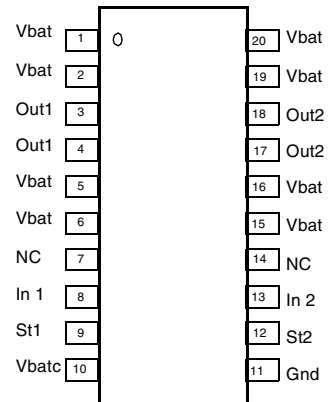 Vbat 1 20 Vbat
Vbat 2 19 Vbat
Out1 3 18 Out2
Out1 4 17 Out2
Vbat 5 16 Vbat
Vbat 6 15 Vbat
NC 7 14 NC
In 1 8 13 In 2
St1 9 12 St2
Vbatc 10 11 Gnd